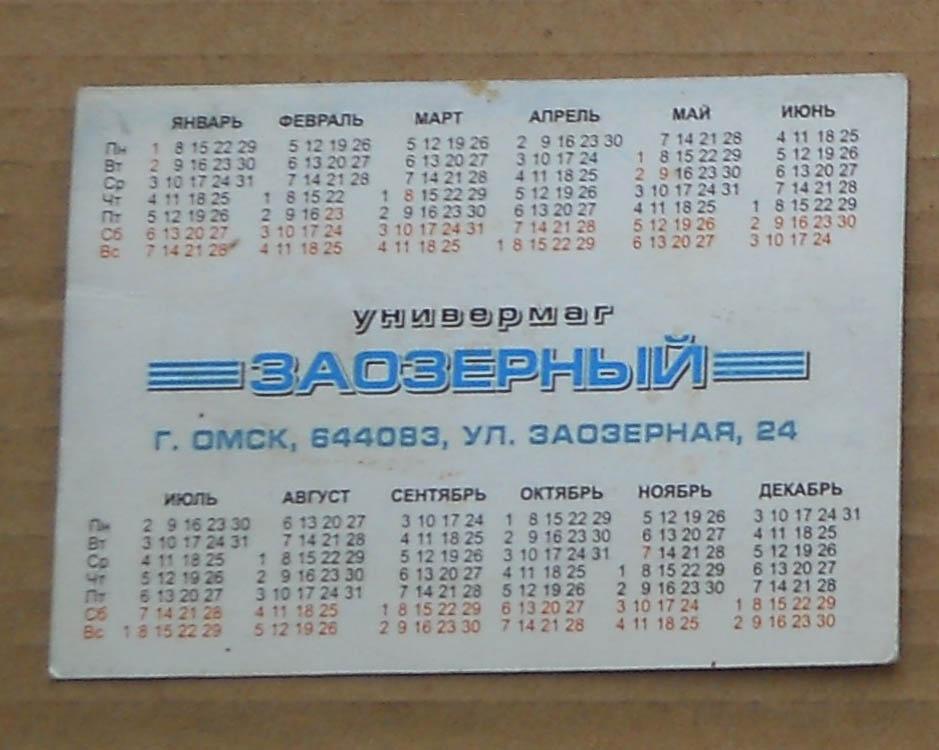 ЯНВАРЬ ФЕВРАЛЬ МАРТ АПРЕЛЬ МАЙ ИЮНЬ
Пн 1 8 15 22 29 5 12 19 26 5 12 19 26 2 9 16 23 30 7 14 21 28 4 11 18 25
Вт 2 9 16 23 30 6 13 20 27 6 13 20 27 3 10 17 24 1 8 15 22 29 5 12 19 26
Ср 3 10 17 24 31 7 14 21 28 7 14 21 28 4 11 18 25 2 9 16 23 30 6 13 20 27
Чт 4 11 18 25 1 8 15 22 1 8 15 22 29 5 12 19 26 3 10 17 24 31 7 14 21 28
Пт 5 12 19 26 2 9 16 23 2 9 16 23 30 6 13 20 27 4 11 18 25 1 8 15 22 29
Сб 6 13 20 27 3 10 17 24 3 10 17 24 31 7 14 21 28 5 12 19 26 2 9 16 23 30
Вс 7 14 21 28 4 11 18 25 4 11 18 25 1 8 15 22 29 6 13 20 27 3 10 17 24
универмаг
ЗАОЗЕРНЫЙ
Г. ОМСК, 644083, УЛ. ЗАОЗЕРНАЯ, 24
ИЮЛЬ АВГУСТ СЕНТЯБРЬ ОКТЯБРЬ НОЯБРЬ ДЕКАБРЬ
Пн 2 9 16 23 30 6 13 20 27 3 10 17 24 1 8 15 22 29 5 12 19 26 3 10 17 24 31
Вт 3 10 17 24 31 7 14 21 28 4 11 18 25 2 9 16 23 30 6 13 20 27 4 11 18 25
Ср 4 11 18 25 1 8 15 22 29 5 12 19 26 3 10 17 24 31 7 14 21 28 5 12 19 26
Чт 5 12 19 26 2 9 16 23 30 6 13 20 27 4 11 18 25 1 8 15 22 29 6 13 20 27
Пт 6 13 20 27 3 10 17 24 31 7 14 21 28 5 12 19 26 2 9 16 23 30 7 14 21 28
Сб 7 14 21 28 4 11 18 25 1 8 15 22 29 6 13 20 27 3 10 17 24 1 8 15 22 29
Вс 1 8 15 22 29 5 12 19 26 2 9 16 23 30 7 14 21 28 4 11 18 25 2 9 16 23 30